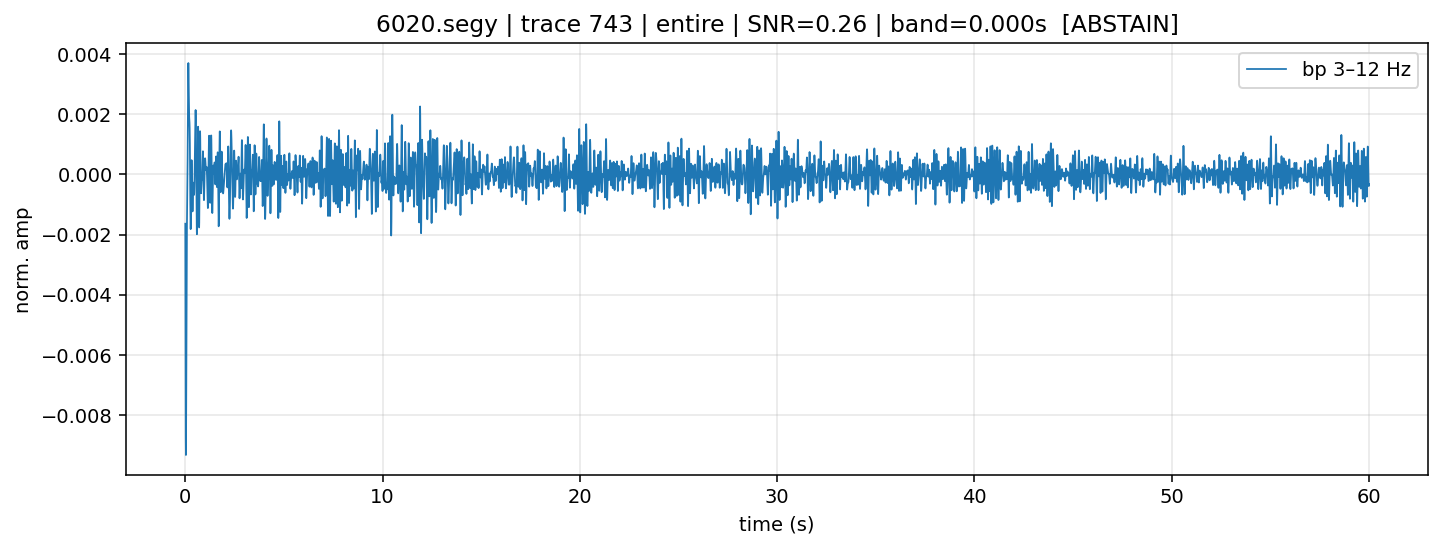 6020.segy | trace 743 | entire | SNR=0.26 | band=0.000s [ABSTAIN]
bp 3–12 Hz
0.004
0.002
0.000
−0.002
−0.004
−0.006
−0.008
norm. amp
0 10 20 30 40 50 60
time (s)